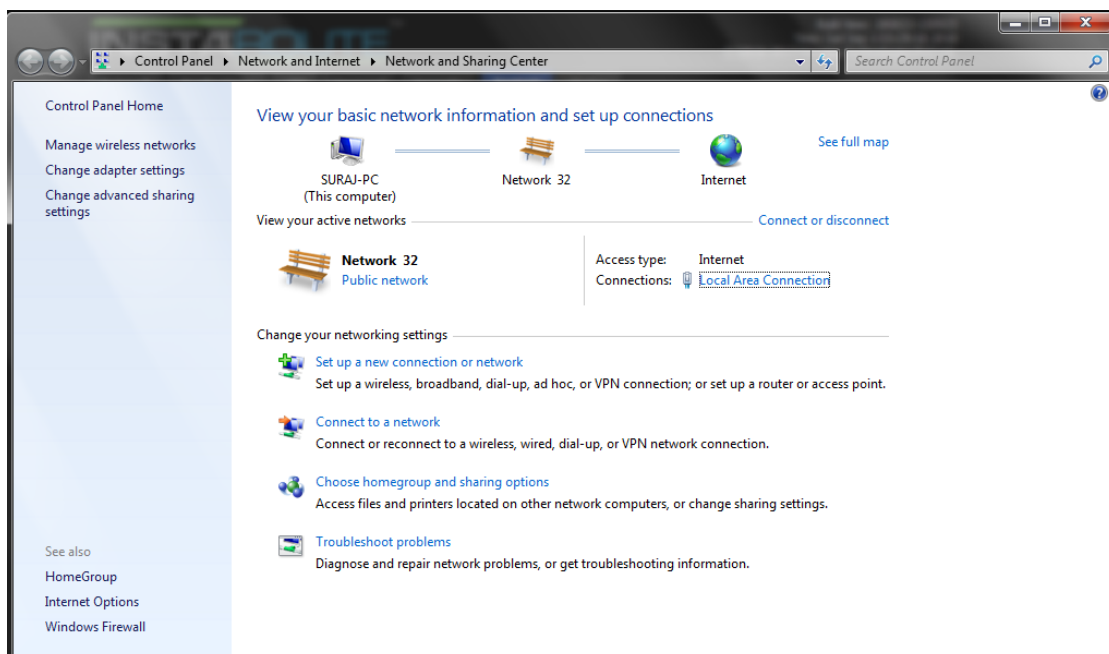 Control Panel
Network and Internet
Network and Sharing Center
Search Control Panel
Control Panel Home
Manage wireless networks
Change adapter settings
Change advanced sharing
settings
See also
HomeGroup
Internet Options
Windows Firewall
View your basic network information and set up connections
SURAJ-PC
(This computer)
Network 32
Internet
See full map
View your active networks
Connect or disconnect
Network 32
Public network
Access type: Internet
Connections: Local Area Connection
Change your networking settings
Set up a new connection or network
Set up a wireless, broadband, dial-up, ad hoc, or VPN connection; or set up a router or access point.
Connect to a network
Connect or reconnect to a wireless, wired, dial-up, or VPN network connection.
Choose homegroup and sharing options
Access files and printers located on other network computers, or change sharing settings.
Troubleshoot problems
Diagnose and repair network problems, or get troubleshooting information.